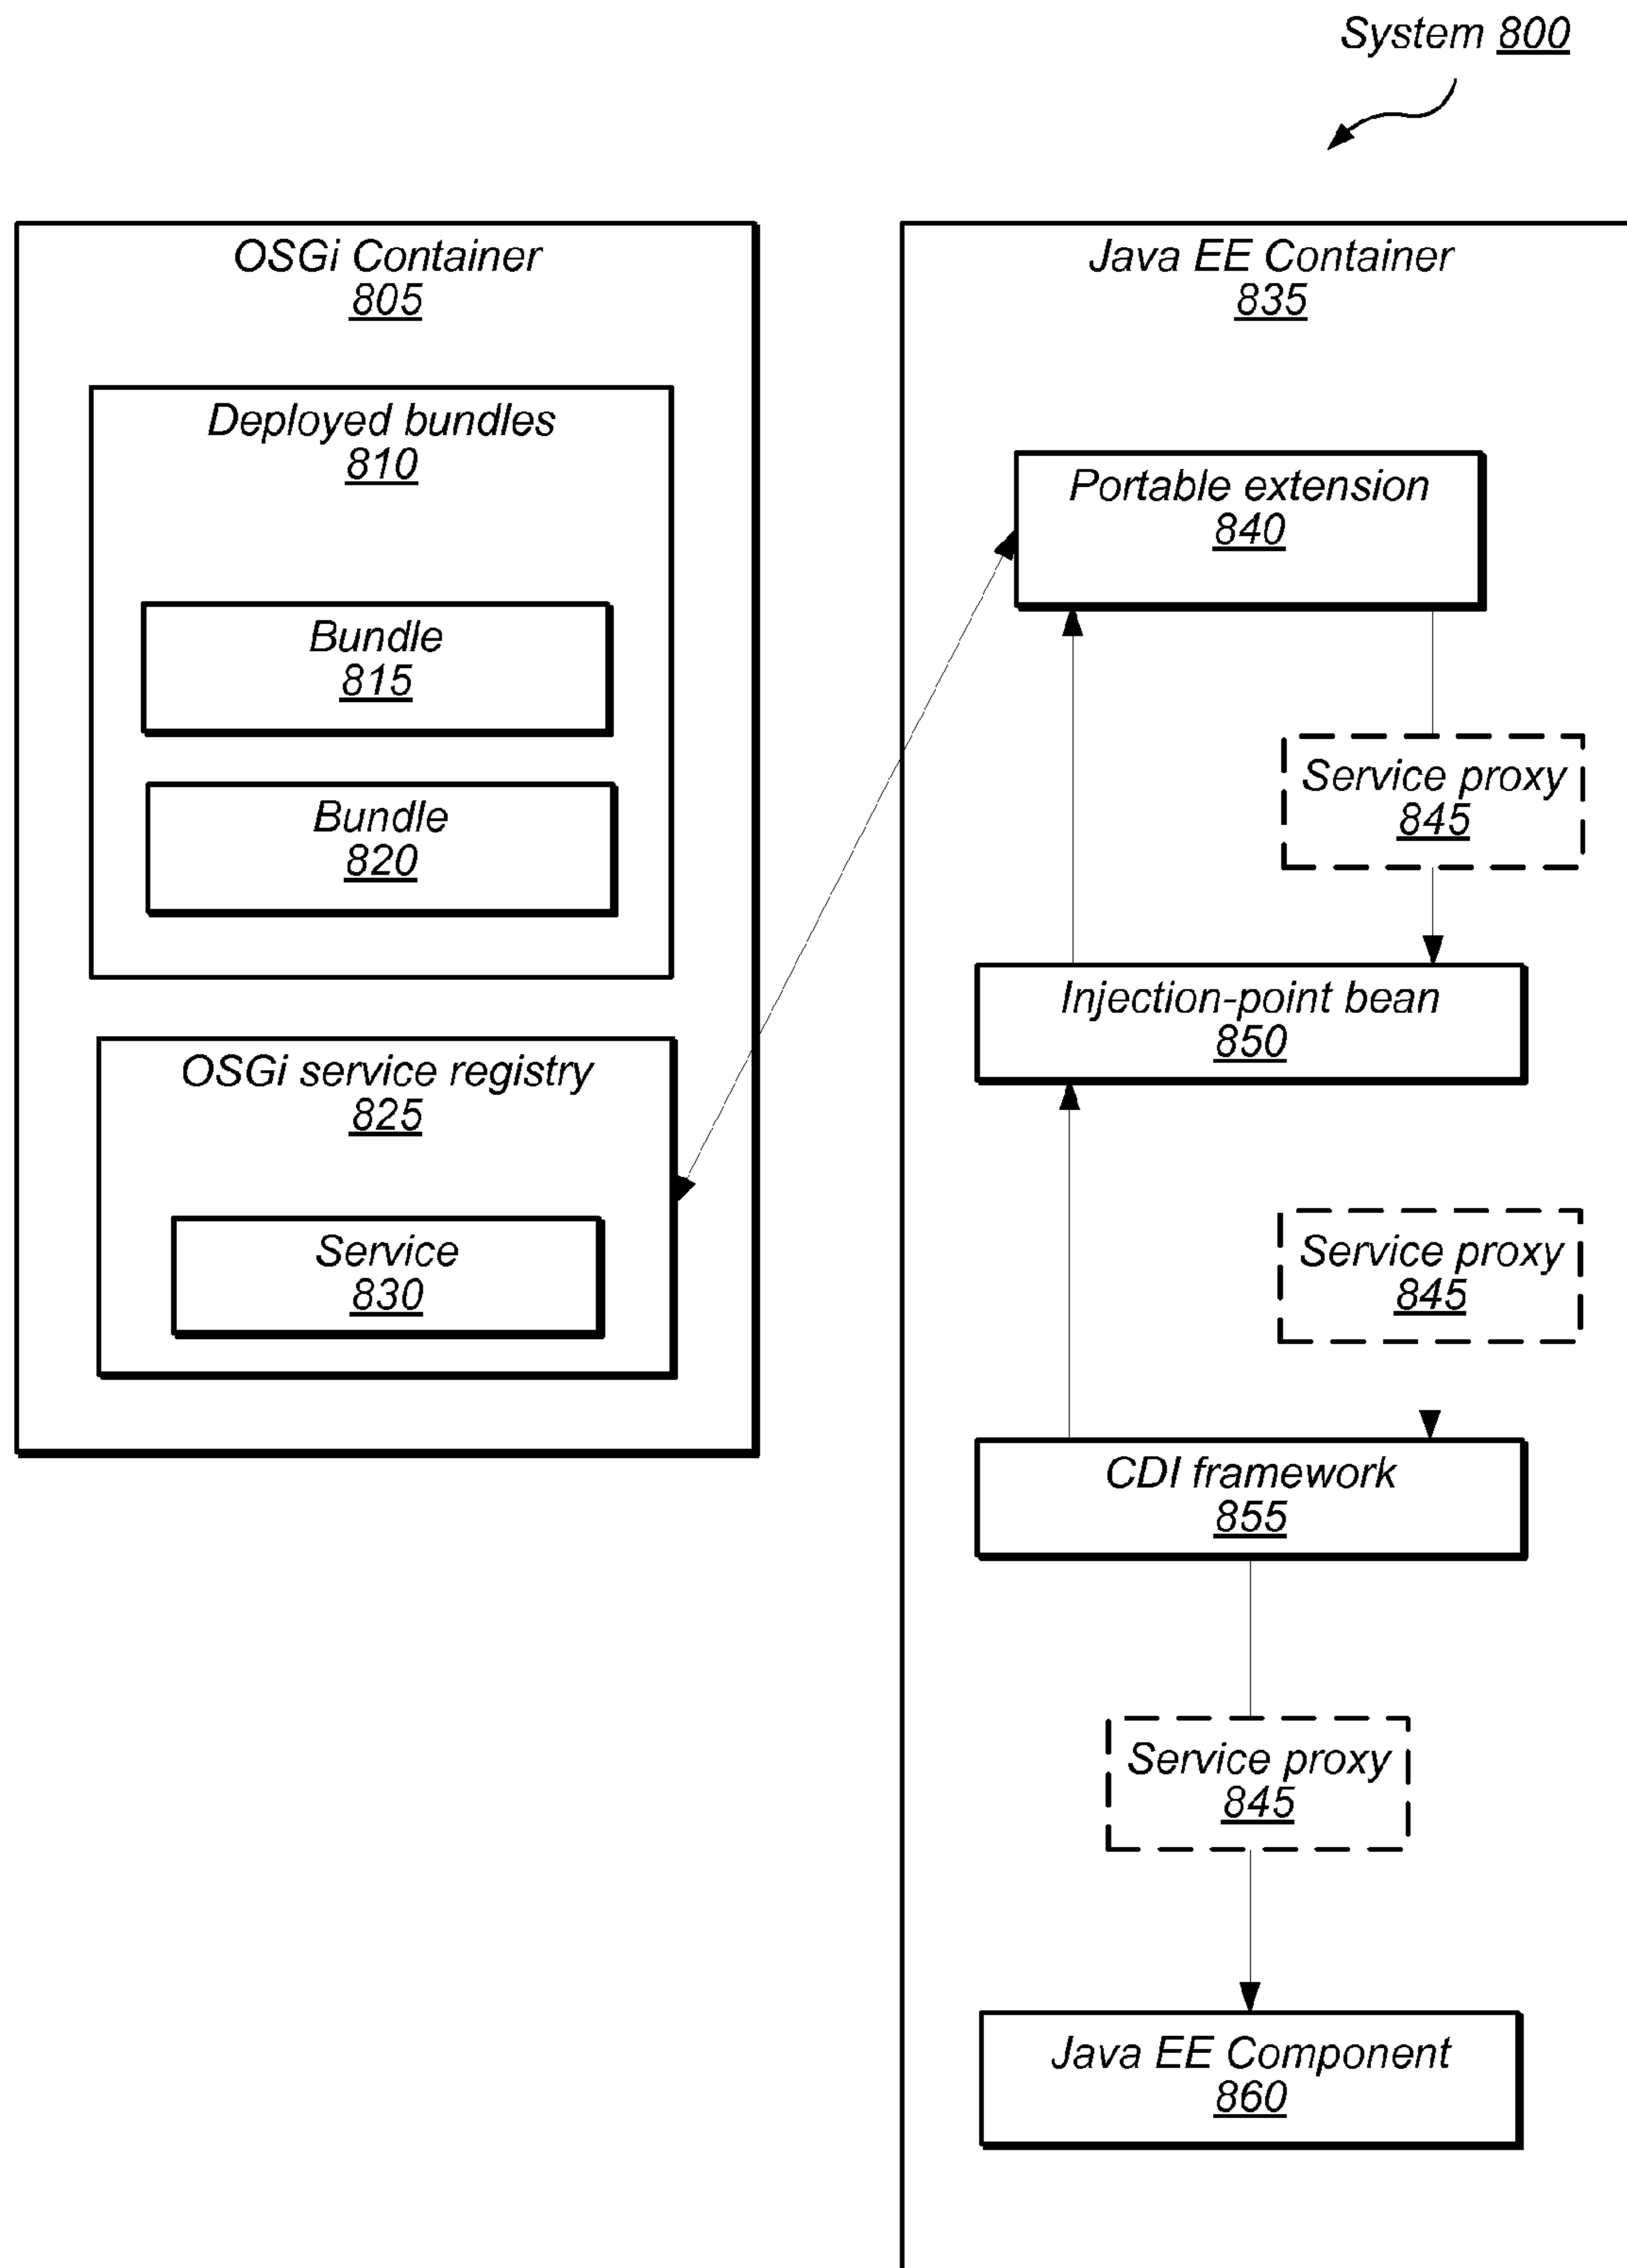 System 800
OSGi Container
805
Deployed bundles
810
Bundle
815
Bundle
820
OSGi service registry
825
Service
830
Java EE Container
835
Portable extension
840
Service proxy
845
Injection-point bean
850
Service proxy
845
CDI framework
855
Service proxy
845
Java EE Component
860